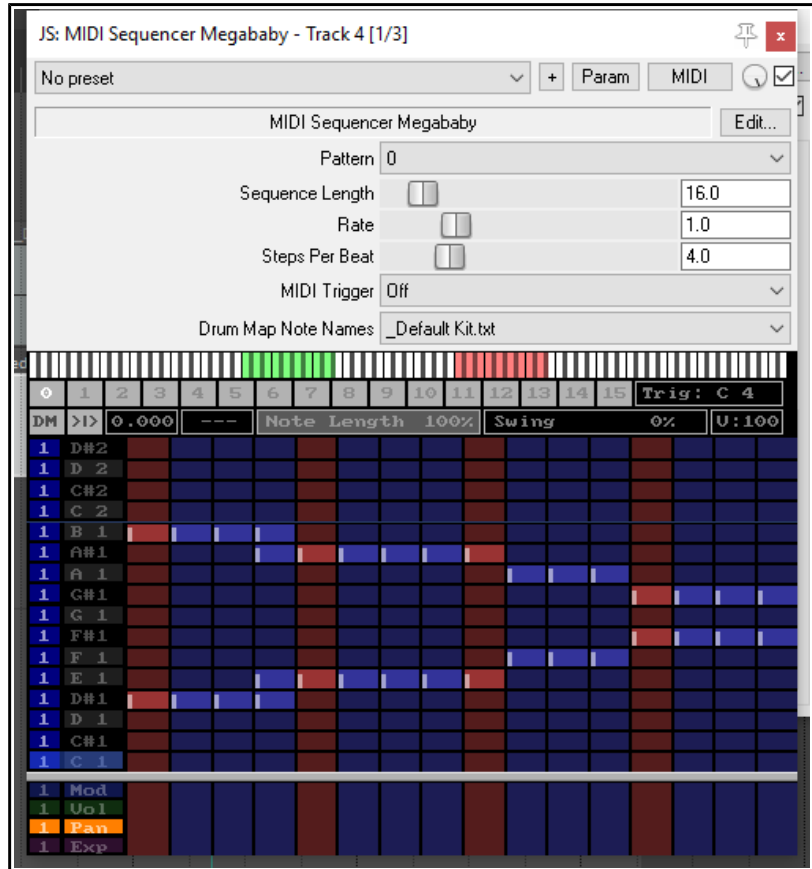 JS: MIDI Sequencer Megababy - Track 4 [1/3]
x
No preset + Param MIDI
MIDI Sequencer Megababy Edit...
Pattern 0
Sequence Length 16.0
Rate 1.0
Steps Per Beat 4.0
MIDI Trigger Off
Drum Map Note Names _Default Kit.txt
0 1 2 3 4 5 6 7 8 9 10 11 12 13 14 15 Trig: C 4
DM >I> 0.000 --- Note Length 100% Swing 0% V:100
1 D#2
1 D 2
1 C#2
1 C 2
1 B 1
1 A#1
1 A 1
1 G#1
1 G 1
1 F#1
1 F 1
1 E 1
1 D#1
1 D 1
1 C#1
1 C 1
1 Mod
1 Vol
1 Pan
1 Exp